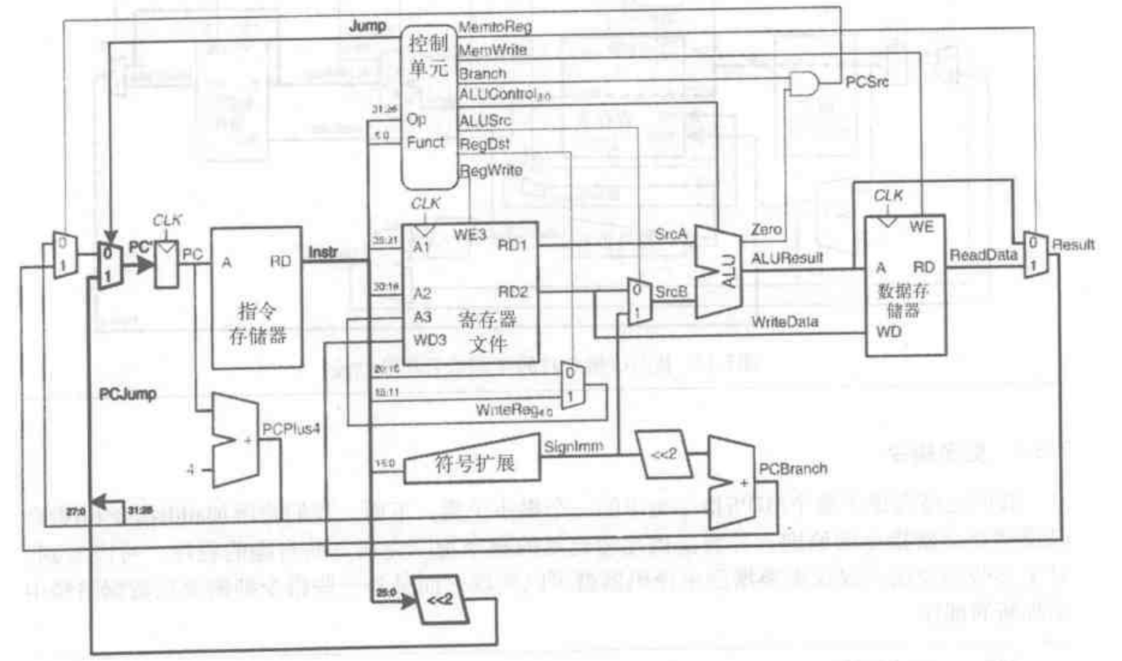 Jump
MemtoReg
MemWrite
Branch
ALUControl2:0
ALUSrc
RegDst
RegWrite
控制
单元
31:26
Op
5:0
Funct
PCSrc
CLK
CLK
CLK
0
1
0
1
PC'
PC
A
RD
Instr
指令
存储器
25:21
A1
WE3
RD1
20:16
A2
RD2
A3
WD3
寄存器
文件
SrcA
0
1
SrcB
ALU
Zero
ALUResult
WriteData
WE
A
RD
数据存
储器
WD
ReadData
0
1
Result
20:16
15:11
0
1
WriteReg4:0
PCJump
PCPlus4
+
4
15:0
符号扩展
SignImm
<<2
PCBranch
+
27:0
31:28
25:0
<<2